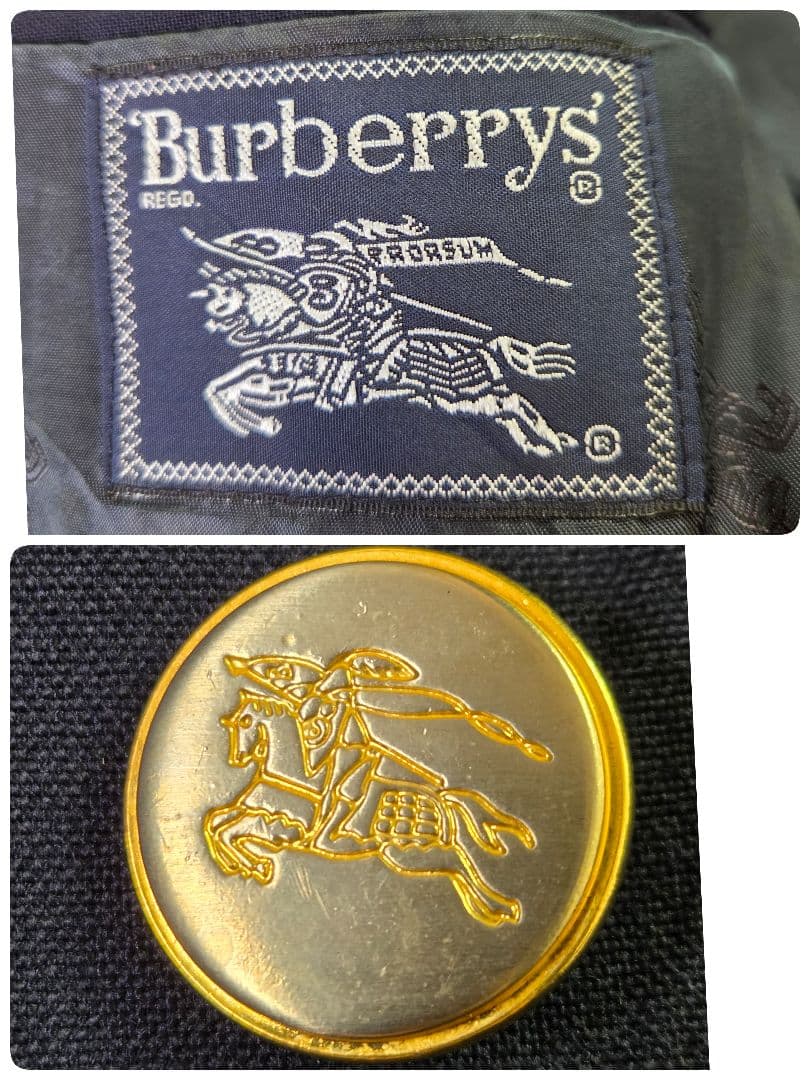 Burberrys'
REGD.
®
PRORSUM
®